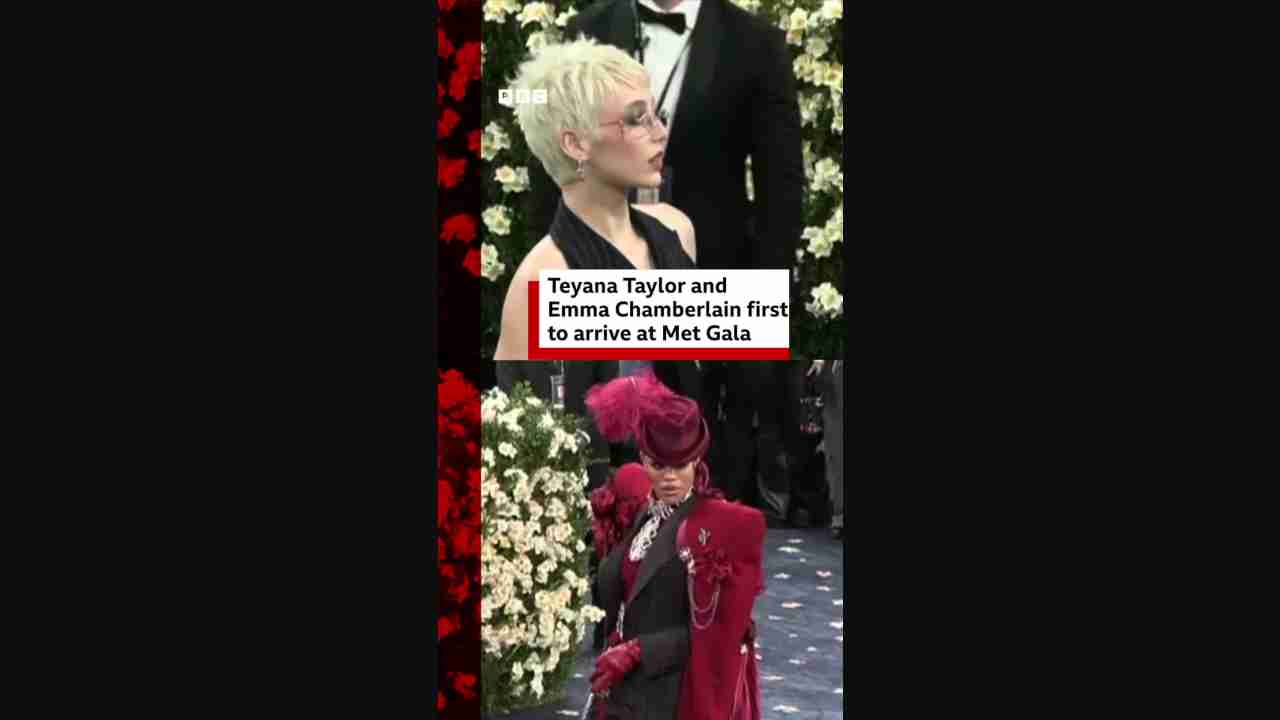 BBC
Teyana Taylor and
Emma Chamberlain first
to arrive at Met Gala